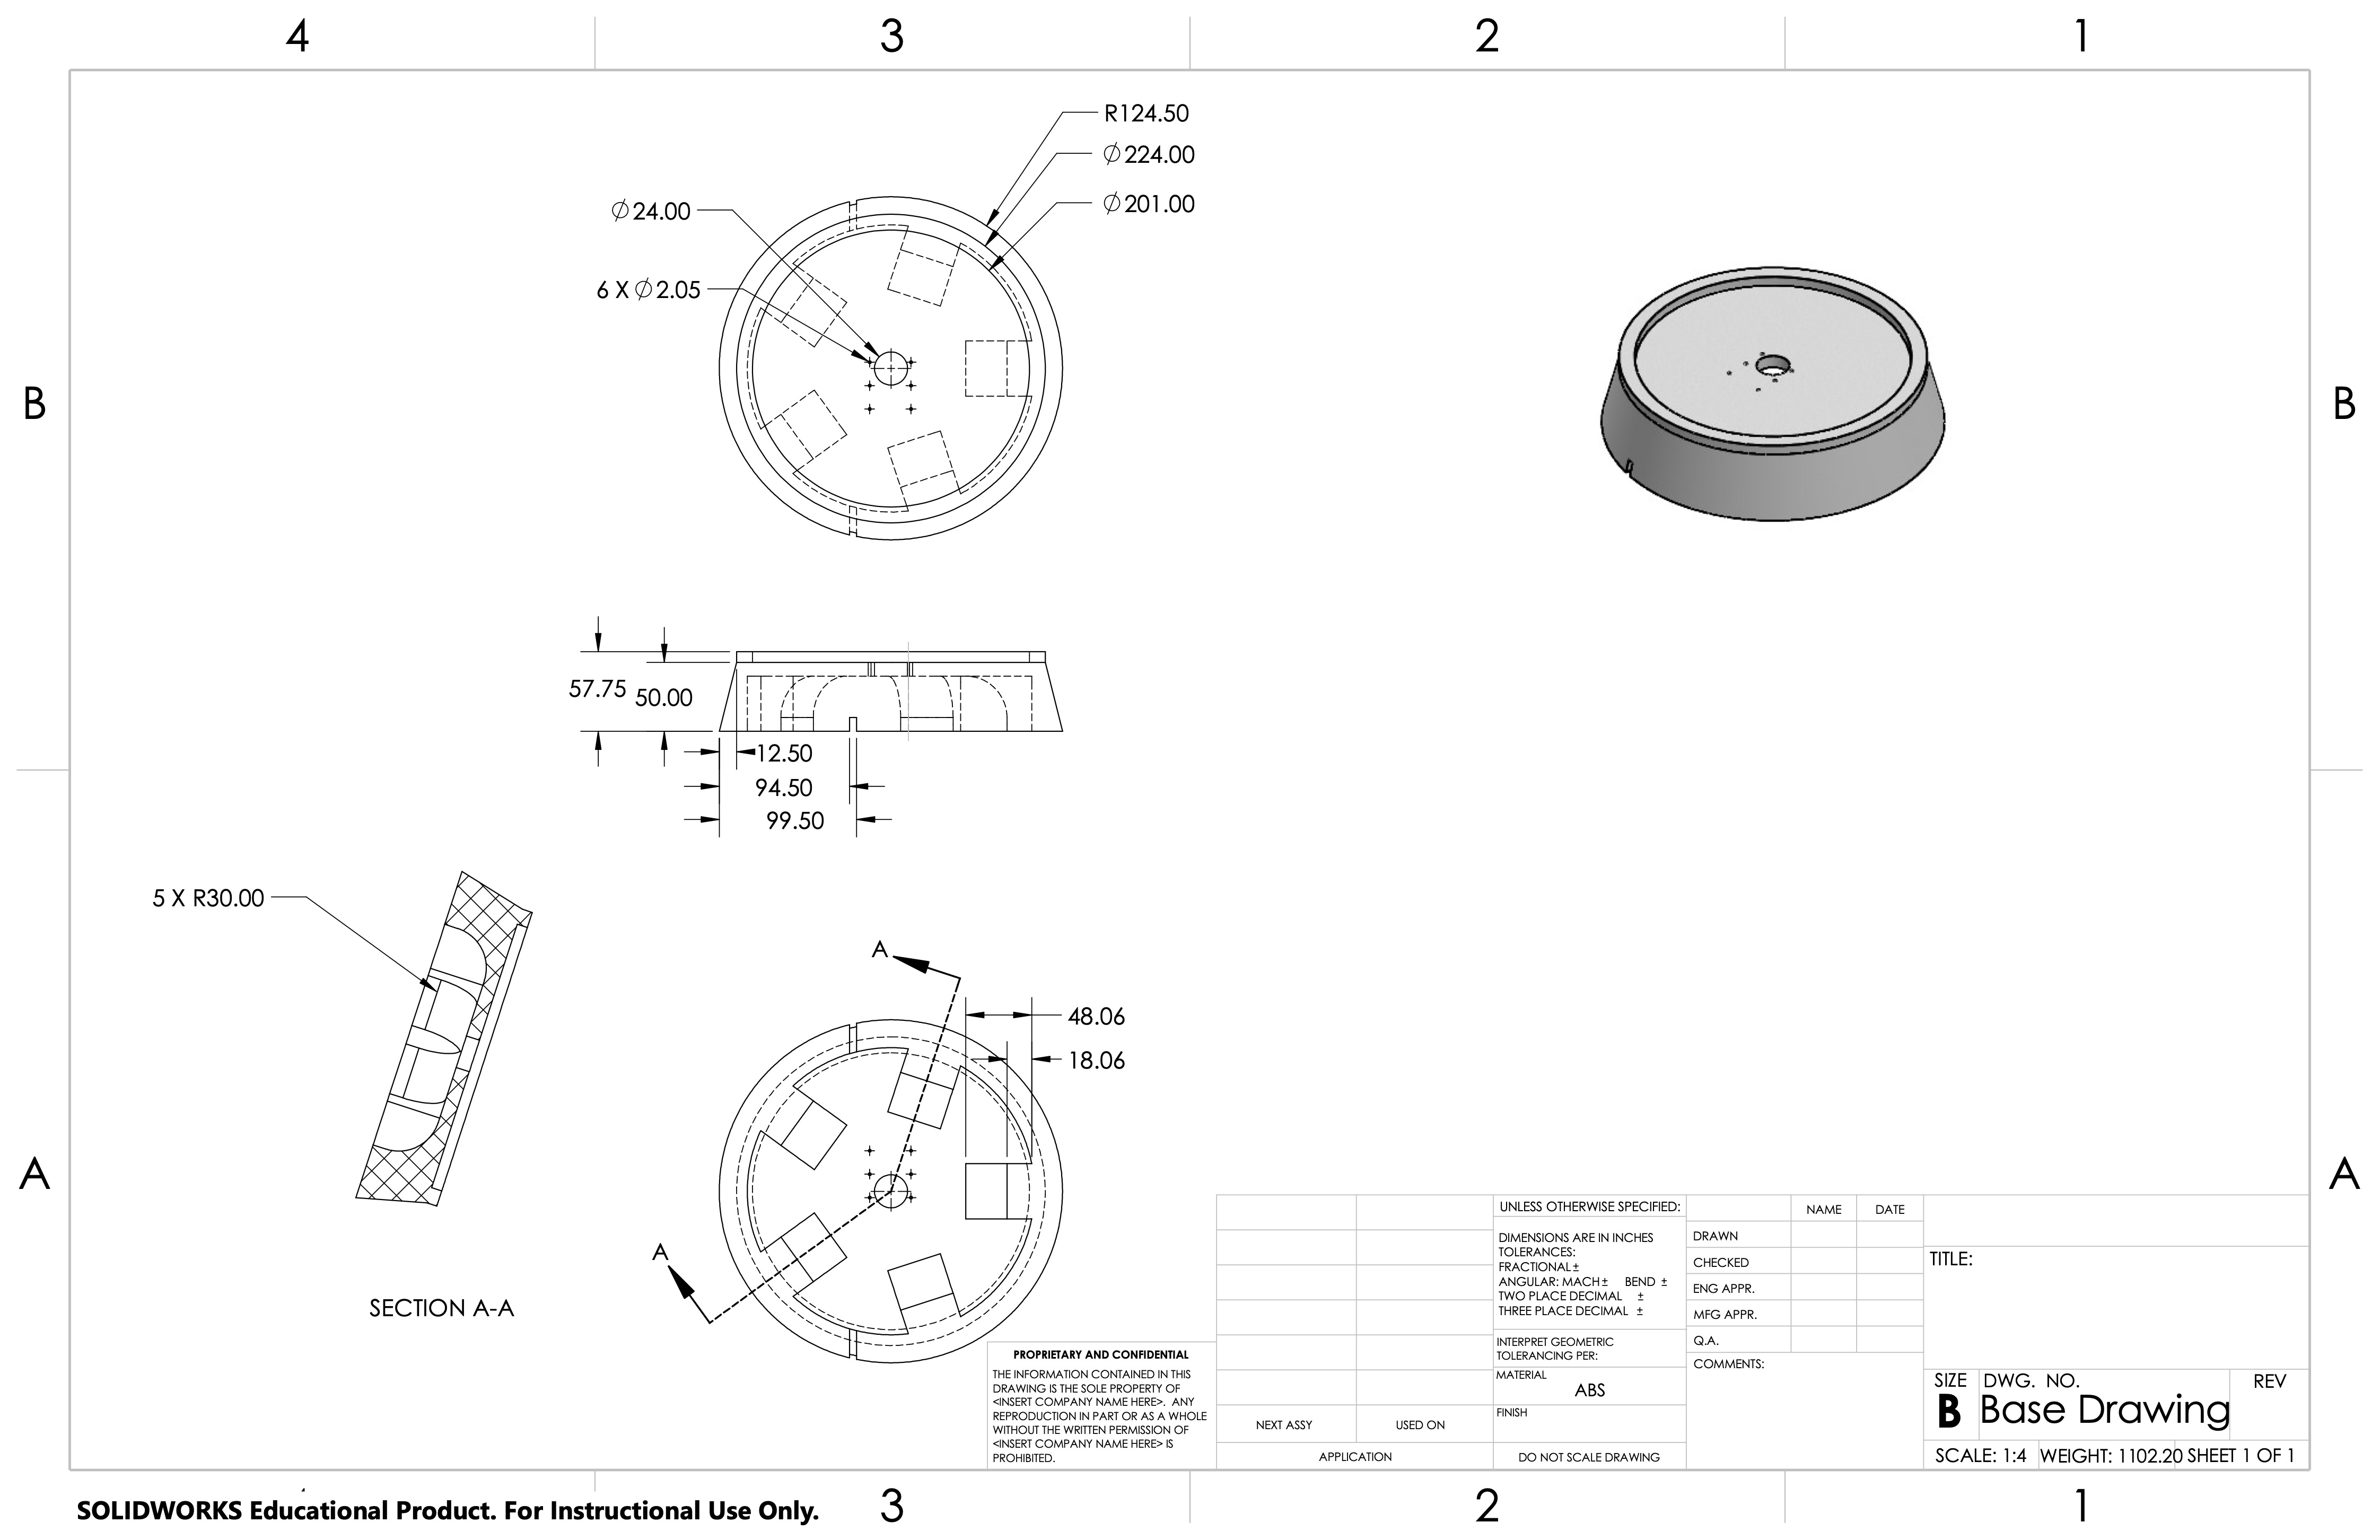 4
3
2
1
R124.50
∅224.00
∅201.00
∅24.00
6 X ∅2.05
B
B
57.75
50.00
12.50
94.50
99.50
5 X R30.00
A
48.06
18.06
A
A
A
SECTION A-A
PROPRIETARY AND CONFIDENTIAL
THE INFORMATION CONTAINED IN THIS
DRAWING IS THE SOLE PROPERTY OF
<INSERT COMPANY NAME HERE>. ANY
REPRODUCTION IN PART OR AS A WHOLE
WITHOUT THE WRITTEN PERMISSION OF
<INSERT COMPANY NAME HERE> IS
PROHIBITED.
NEXT ASSY
USED ON
APPLICATION
UNLESS OTHERWISE SPECIFIED:
DIMENSIONS ARE IN INCHES
TOLERANCES:
FRACTIONAL±
ANGULAR: MACH± BEND ±
TWO PLACE DECIMAL ±
THREE PLACE DECIMAL ±
INTERPRET GEOMETRIC
TOLERANCING PER:
MATERIAL
ABS
FINISH
DO NOT SCALE DRAWING
NAME
DATE
DRAWN
CHECKED
ENG APPR.
MFG APPR.
Q.A.
COMMENTS:
TITLE:
SIZE
DWG. NO.
REV
B
Base Drawing
SCALE: 1:4
WEIGHT: 1102.20
SHEET 1 OF 1
SOLIDWORKS Educational Product. For Instructional Use Only.
3
2
1